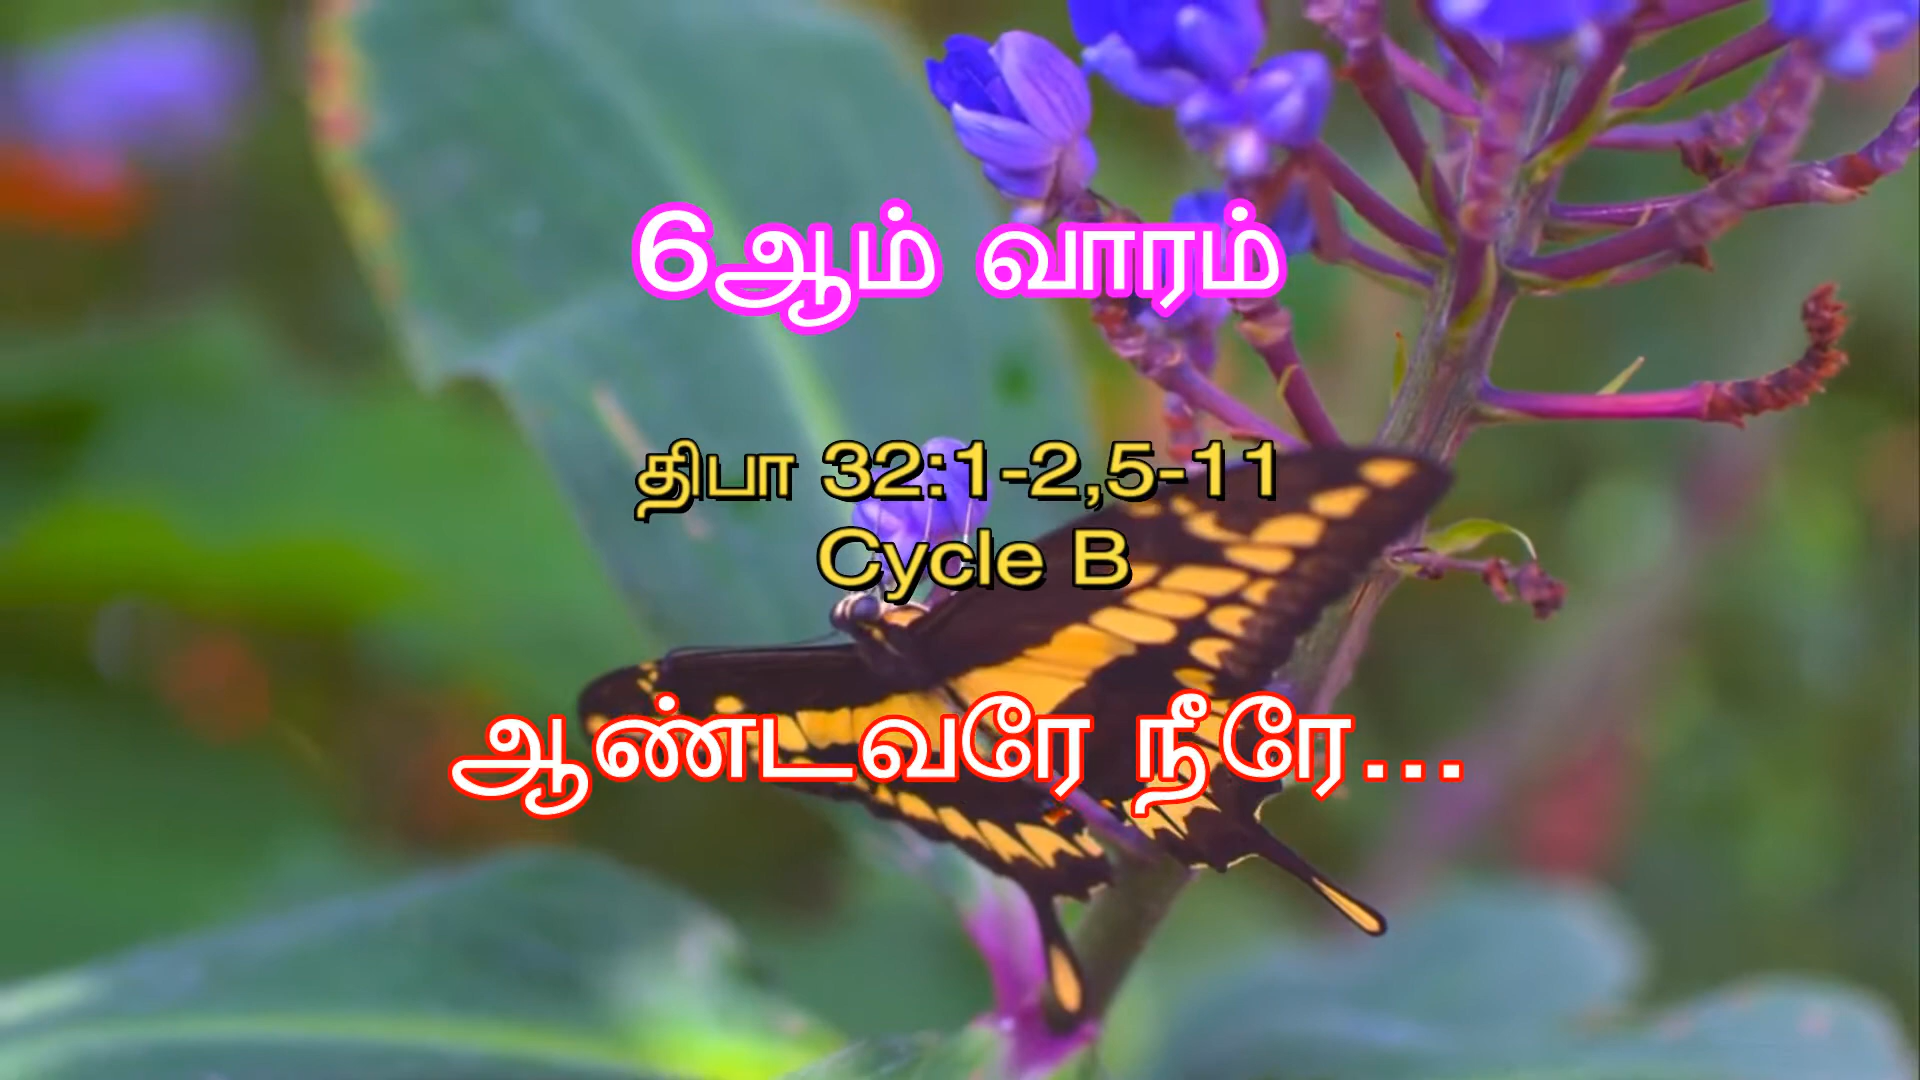 6ஆம் வாரம்
திபா 32:1-2,5-11
Cycle B
ஆண்டவரே நீரே...